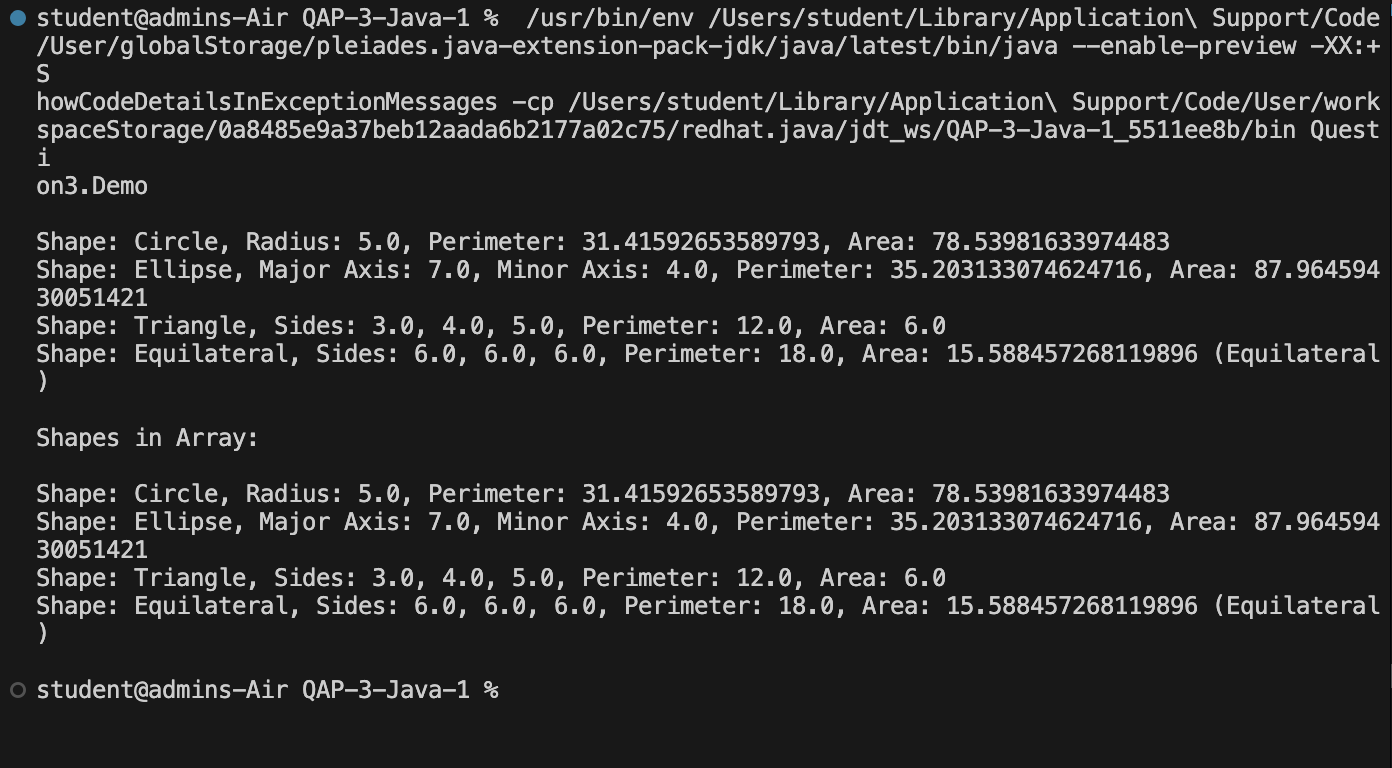 student@admins-Air QAP-3-Java-1 %  /usr/bin/env /Users/student/Library/Application\ Support/Code
/User/globalStorage/pleiades.java-extension-pack-jdk/java/latest/bin/java --enable-preview -XX:+
S
howCodeDetailsInExceptionMessages -cp /Users/student/Library/Application\ Support/Code/User/work
spaceStorage/0a8485e9a37beb12aada6b2177a02c75/redhat.java/jdt_ws/QAP-3-Java-1_5511ee8b/bin Quest
i
on3.Demo
Shape: Circle, Radius: 5.0, Perimeter: 31.41592653589793, Area: 78.53981633974483
Shape: Ellipse, Major Axis: 7.0, Minor Axis: 4.0, Perimeter: 35.203133074624716, Area: 87.964594
30051421
Shape: Triangle, Sides: 3.0, 4.0, 5.0, Perimeter: 12.0, Area: 6.0
Shape: Equilateral, Sides: 6.0, 6.0, 6.0, Perimeter: 18.0, Area: 15.588457268119896 (Equilateral
)
Shapes in Array:
Shape: Circle, Radius: 5.0, Perimeter: 31.41592653589793, Area: 78.53981633974483
Shape: Ellipse, Major Axis: 7.0, Minor Axis: 4.0, Perimeter: 35.203133074624716, Area: 87.964594
30051421
Shape: Triangle, Sides: 3.0, 4.0, 5.0, Perimeter: 12.0, Area: 6.0
Shape: Equilateral, Sides: 6.0, 6.0, 6.0, Perimeter: 18.0, Area: 15.588457268119896 (Equilateral
)
student@admins-Air QAP-3-Java-1 %